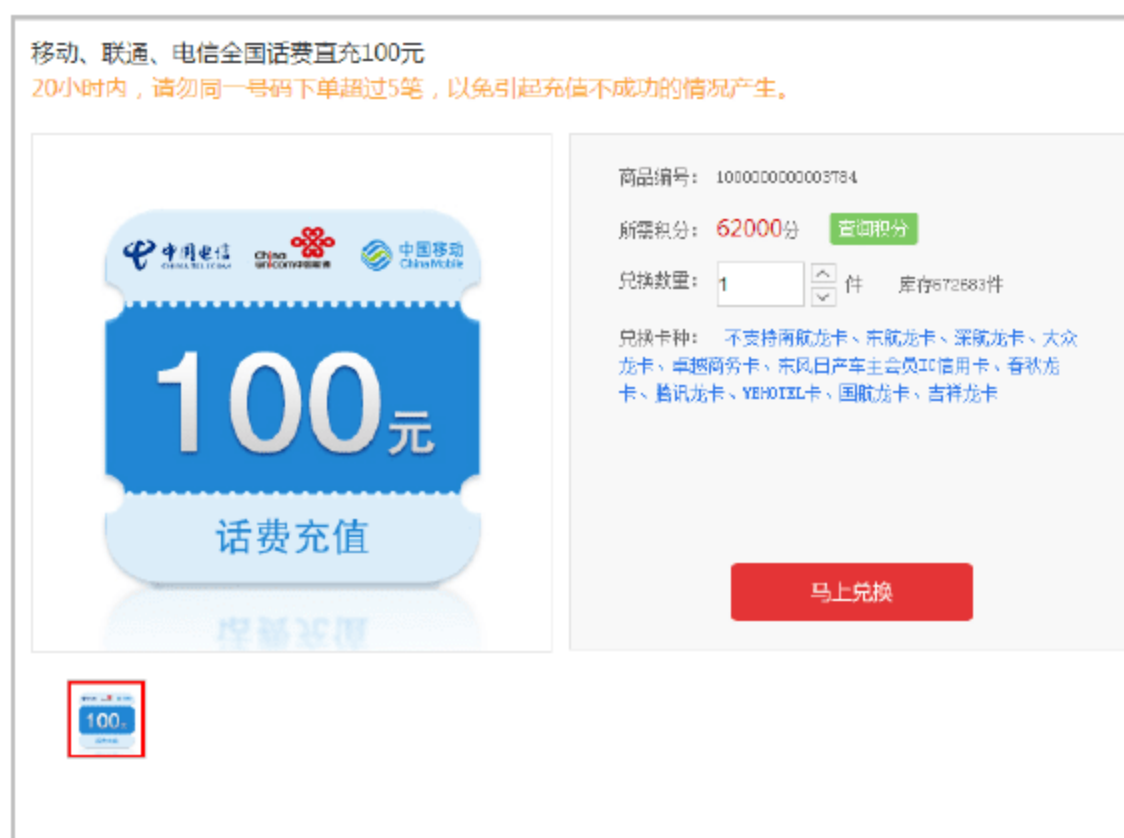 移动、联通、电信全国话费直充100元
20小时内，请勿同一号码下单超过5笔，以免引起充值不成功的情况产生。
中国电信 CHINA TELECOM China unicom中国联通 中国移动 China Mobile
100元
话费充值
商品编号： 1000000000003784
所需积分： 62000分 查询积分
兑换数量： 1 件 库存672683件
兑换卡种： 不支持南航龙卡、东航龙卡、深航龙卡、大众
龙卡、卓越商务卡、东风日产车主会员IC信用卡、春秋龙
卡、腾讯龙卡、YEHOTEL卡、国航龙卡、吉祥龙卡
马上兑换
100元